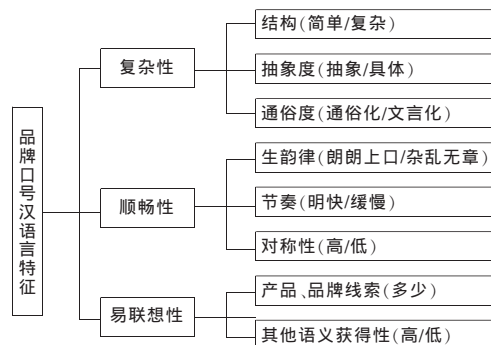 品牌口号汉语言特征
复杂性
结构(简单/复杂)
抽象度(抽象/具体)
通俗度(通俗化/文言化)
顺畅性
生韵律(朗朗上口/杂乱无章)
节奏(明快/缓慢)
对称性(高/低)
易联想性
产品、品牌线索(多少)
其他语义获得性(高/低)